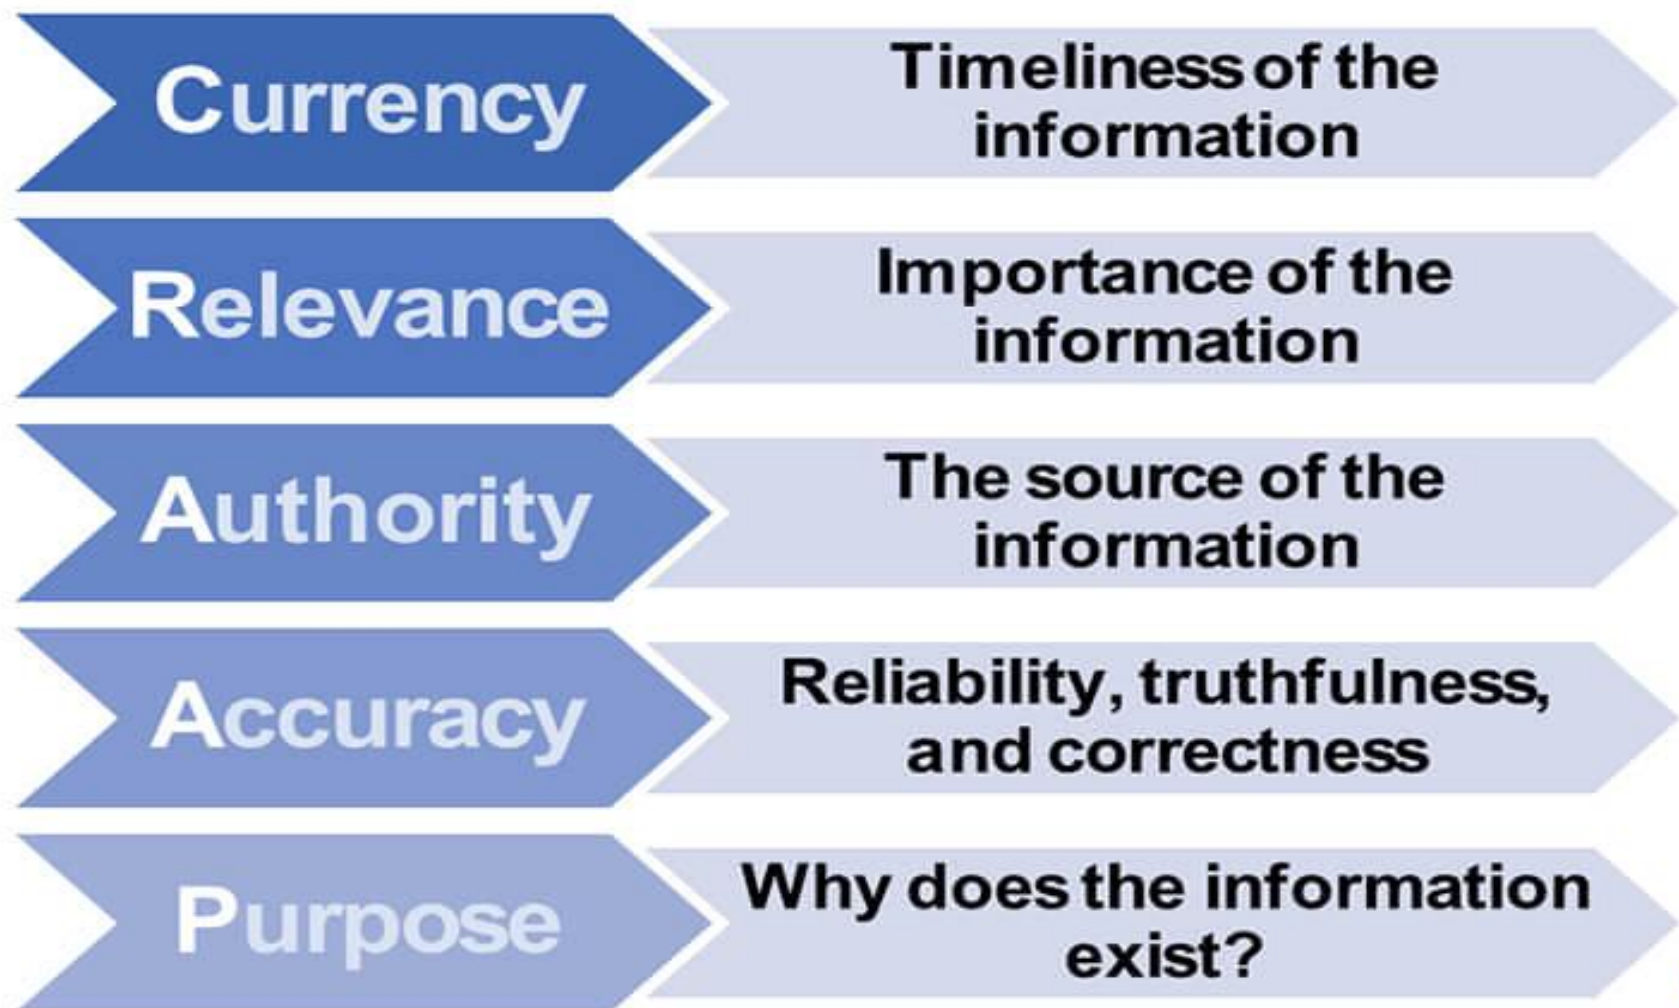 Currency
Timeliness of the
information
Relevance
Importance of the
information
Authority
The source of the
information
Accuracy
Reliability, truthfulness,
and correctness
Purpose
Why does the information
exist?